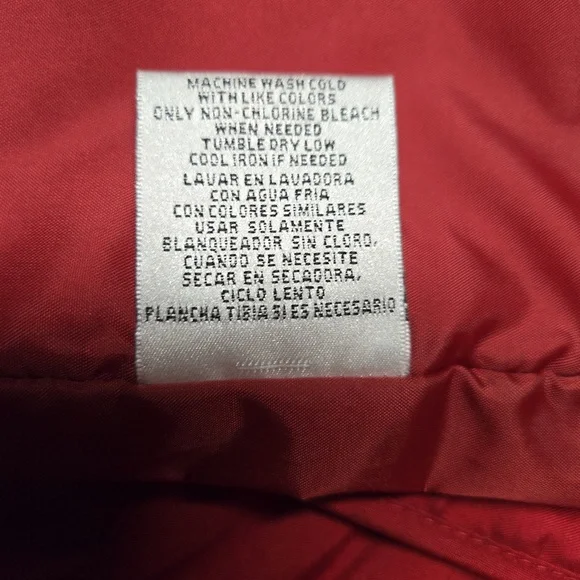 MACHINE WASH COLD
WITH LIKE COLORS
ONLY NON-CHLORINE BLEACH
WHEN NEEDED
TUMBLE DRY LOW
COOL IRON IF NEEDED
LAVAR EN LAVADORA
CON AGUA FRIA
CON COLORES SIMILARES
USAR SOLAMENTE
BLANQUEADOR SIN CLORO,
CUANDO SE NECESITE
SECAR EN SECADORA,
CICLO LENTO
PLANCHA TIBIA SI ES NECESARIO